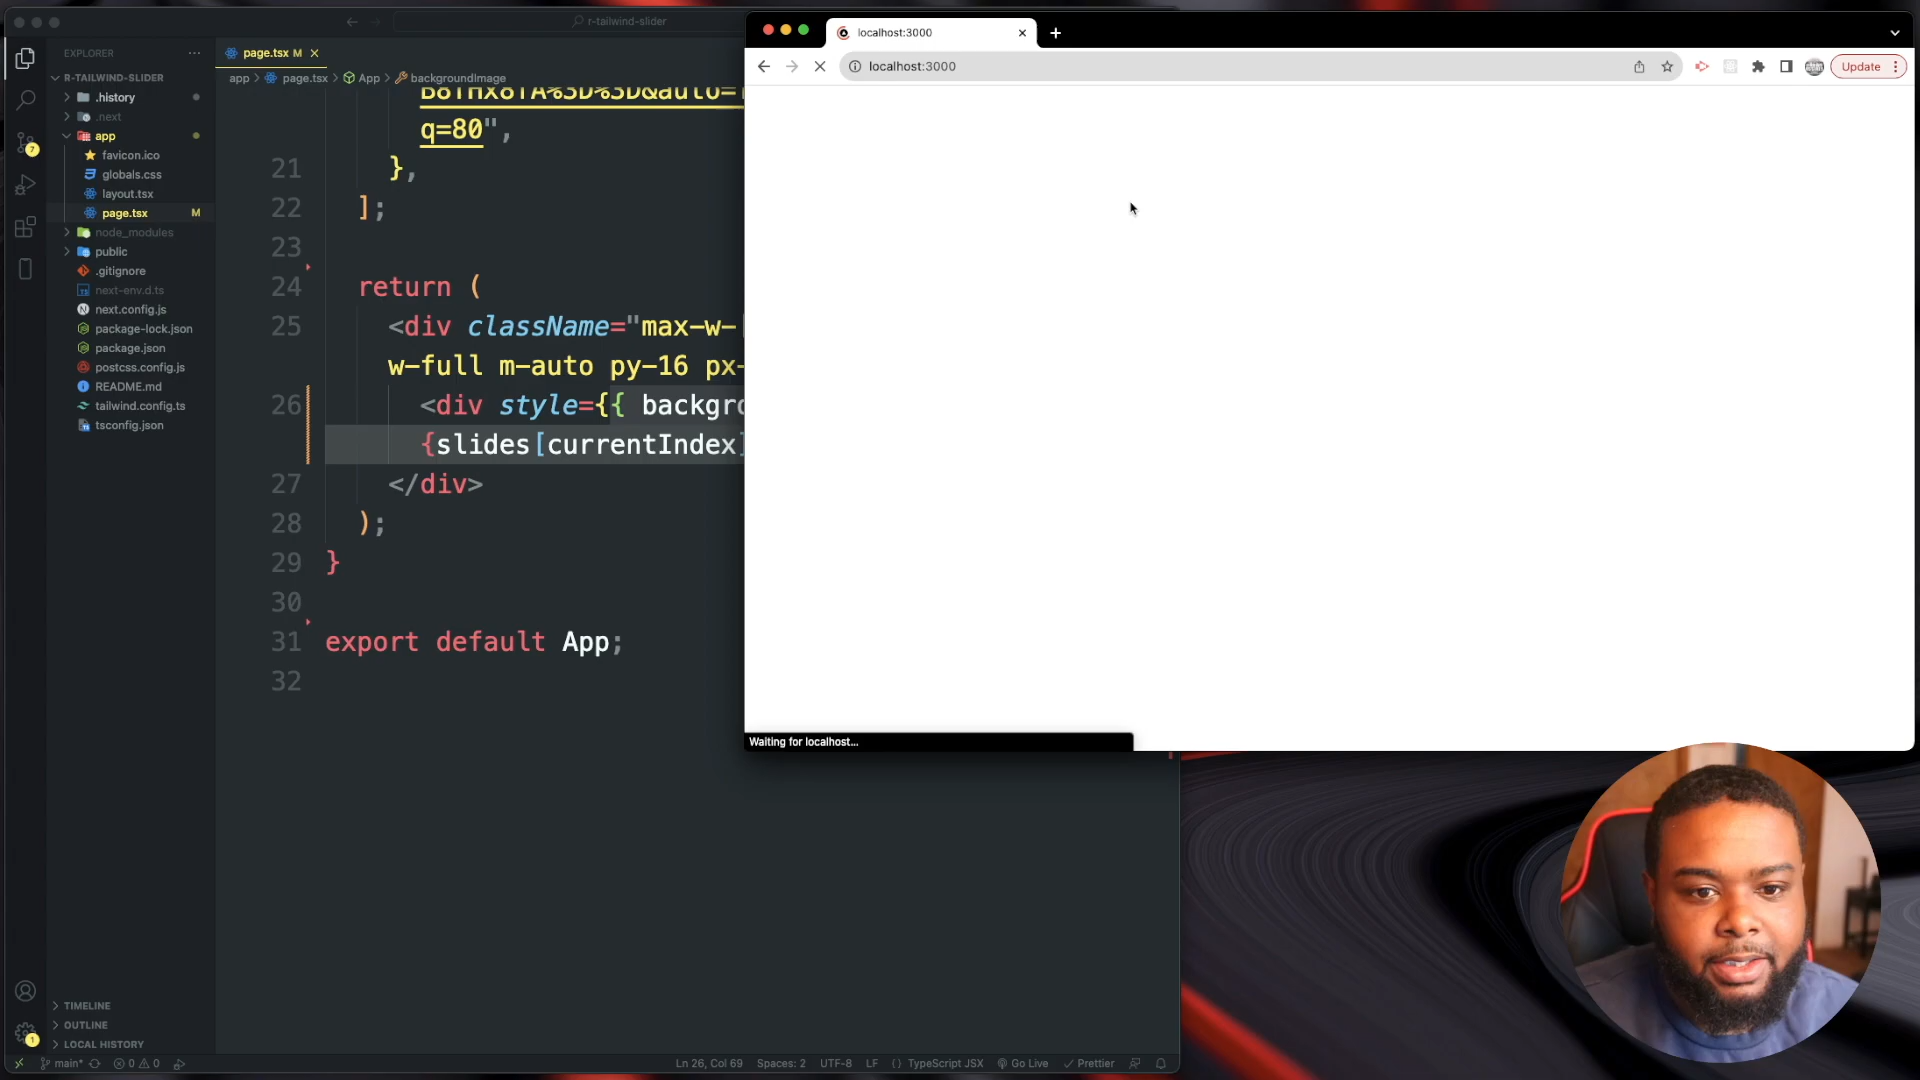 r-tailwind-slider
EXPLORER
R-TAILWIND-SLIDER
.history
.next
app
favicon.ico
globals.css
layout.tsx
page.tsx M
node_modules
public
.gitignore
next-env.d.ts
next.config.js
package-lock.json
package.json
postcss.config.js
README.md
tailwind.config.ts
tsconfig.json
TIMELINE
OUTLINE
LOCAL HISTORY
page.tsx M
app > page.tsx > App > backgroundImage
q=80",
21 },
22 ];
23
24 return (
25 <div className="max-w-
w-full m-auto py-16 px-
26 <div style={{ backgro
{slides[currentIndex]
27 </div>
28 );
29 }
30
31 export default App;
32
localhost:3000
localhost:3000
Update
Waiting for localhost...
7
1
main* 0 0
Ln 26, Col 69 Spaces: 2 UTF-8 LF {} TypeScript JSX Go Live Prettier